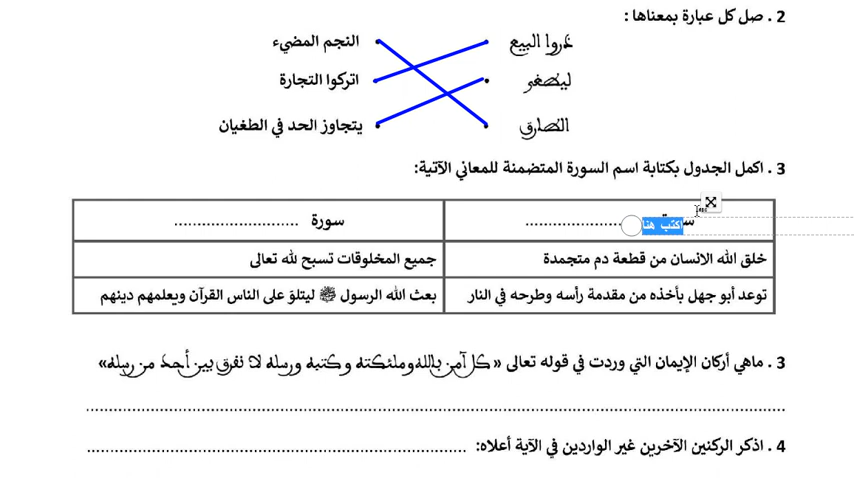 2 . صل كل عبارة بمعناها :
ذروا البيع النجم المضيء
ليطغى اتركوا التجارة
الطارق يتجاوز الحد في الطغيان
3 . اكمل الجدول بكتابة اسم السورة المتضمنة للمعاني الآتية:
اكتب هنا ........................ سورة ........................
خلق الله الانسان من قطعة دم متجمدة جميع المخلوقات تسبح لله تعالى
توعد أبو جهل بأخذه من مقدمة رأسه وطرحه في النار بعث الله الرسول ﷺ ليتلو على الناس القرآن ويعلمهم دينهم
3 . ماهي أركان الإيمان التي وردت في قوله تعالى « كل آمن بالله وملئكته وكتبه ورسله لا نفرق بين أحد من رسله»
4 . اذكر الركنين الآخرين غير الواردين في الآية أعلاه: ........................